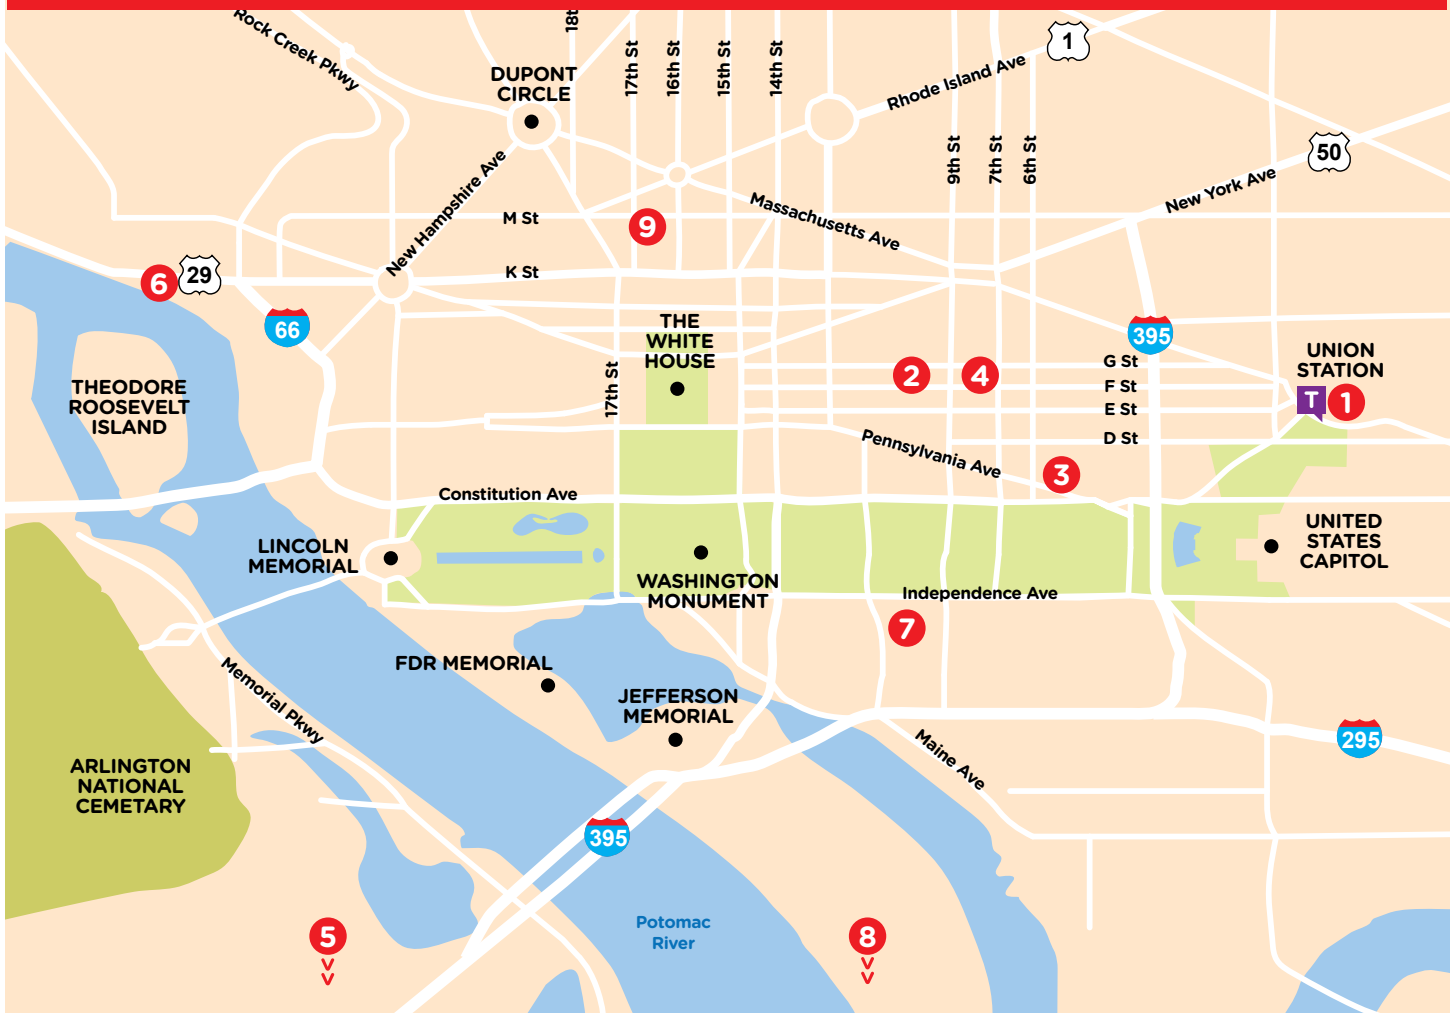 Rock Creek Pkwy
18t
17th St
16th St
15th St
14th St
1
Rhode Island Ave
DUPONT
CIRCLE
9th St
7th St
6th St
50
New York Ave
New Hampshire Ave
M St
9
Massachusetts Ave
K St
6
29
66
THE
WHITE
HOUSE
395
G St
F St
E St
D St
UNION
STATION
T
1
2
4
17th St
THEODORE
ROOSEVELT
ISLAND
Pennsylvania Ave
3
Constitution Ave
LINCOLN
MEMORIAL
WASHINGTON
MONUMENT
UNITED
STATES
CAPITOL
Independence Ave
7
FDR MEMORIAL
JEFFERSON
MEMORIAL
Memorial Pkwy
Maine Ave
295
ARLINGTON
NATIONAL
CEMETARY
395
5
Potomac
River
8